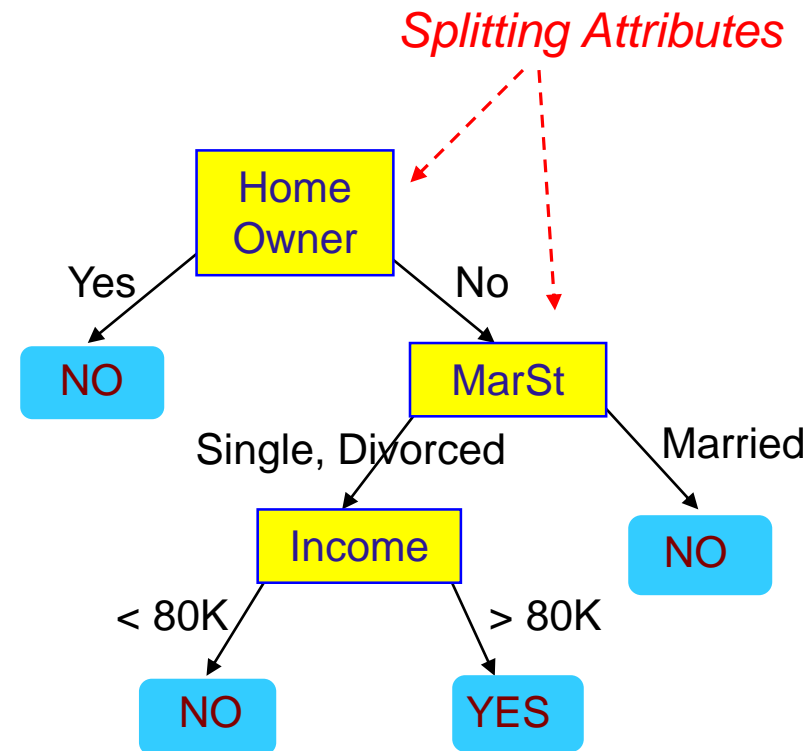 Splitting Attributes
Home
Owner
Yes
No
NO
MarSt
Single, Divorced
Married
Income
NO
< 80K
> 80K
NO
YES